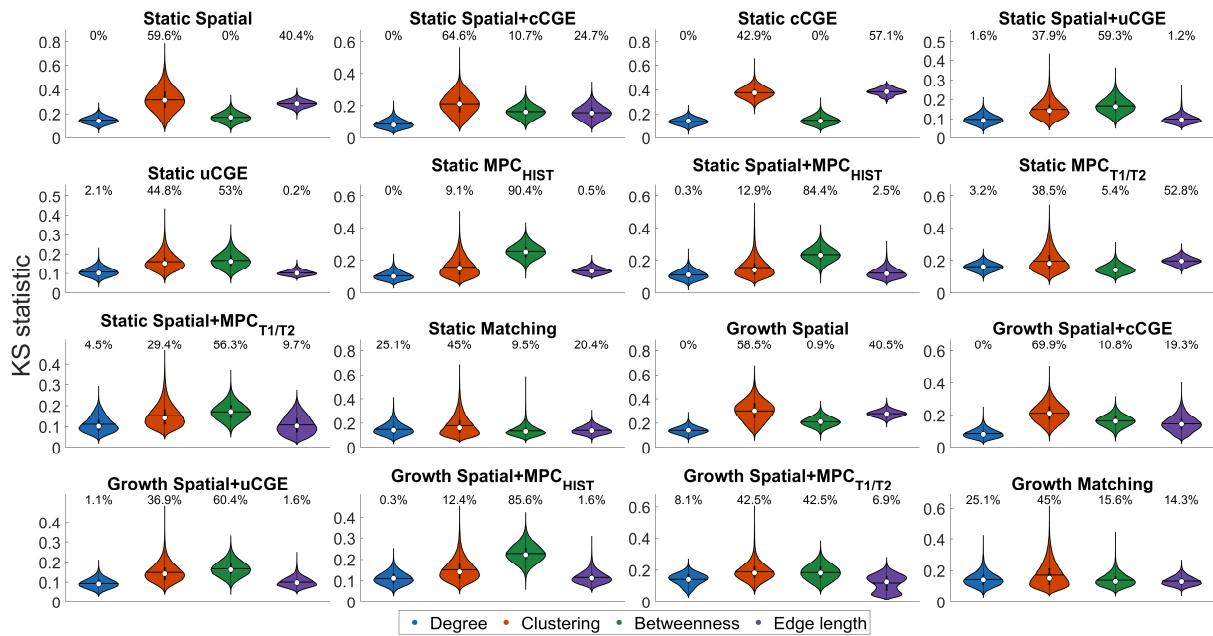 Static Spatial
0% 59.6% 0% 40.4%
0.8
0.6
0.4
0.2
0
Static Spatial+cCGE
0% 64.6% 10.7% 24.7%
0.6
0.4
0.2
0
Static cCGE
0% 42.9% 0% 57.1%
0.8
0.6
0.4
0.2
0
Static Spatial+uCGE
1.6% 37.9% 59.3% 1.2%
0.5
0.4
0.3
0.2
0.1
0
Static uCGE
2.1% 44.8% 53% 0.2%
0.5
0.4
0.3
0.2
0.1
0
Static MPCHIST
0% 9.1% 90.4% 0.5%
0.6
0.4
0.2
0
Static Spatial+MPCHIST
0.3% 12.9% 84.4% 2.5%
0.6
0.4
0.2
0
Static MPCT1/T2
3.2% 38.5% 5.4% 52.8%
0.6
0.4
0.2
0
KS statistic
Static Spatial+MPCT1/T2
4.5% 29.4% 56.3% 9.7%
0.4
0.3
0.2
0.1
0
Static Matching
25.1% 45% 9.5% 20.4%
0.8
0.6
0.4
0.2
0
Growth Spatial
0% 58.5% 0.9% 40.5%
0.8
0.6
0.4
0.2
0
Growth Spatial+cCGE
0% 69.9% 10.8% 19.3%
0.6
0.4
0.2
0
Growth Spatial+uCGE
1.1% 36.9% 60.4% 1.6%
0.4
0.3
0.2
0.1
0
Growth Spatial+MPCHIST
0.3% 12.4% 85.6% 1.6%
0.4
0.3
0.2
0.1
0
Growth Spatial+MPCT1/T2
8.1% 42.5% 42.5% 6.9%
0.6
0.4
0.2
0
Growth Matching
25.1% 45% 15.6% 14.3%
0.6
0.4
0.2
0
Degree Clustering Betweenness Edge length